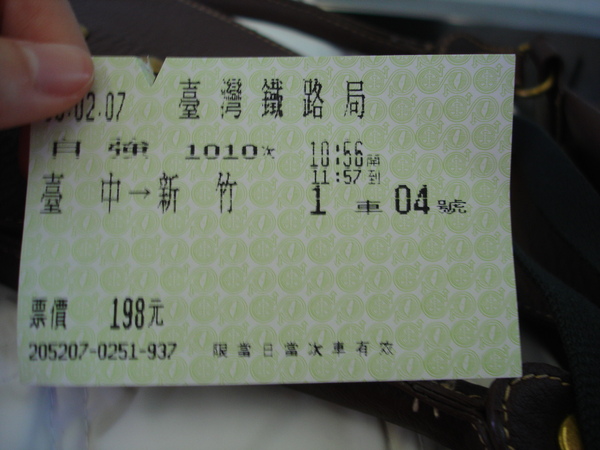 .02.07 臺灣鐵路局
自強 1010次 10:56開
11:57到
臺中→新竹 1車04號
票價 198元
205207-0251-937 限當日當次車有效